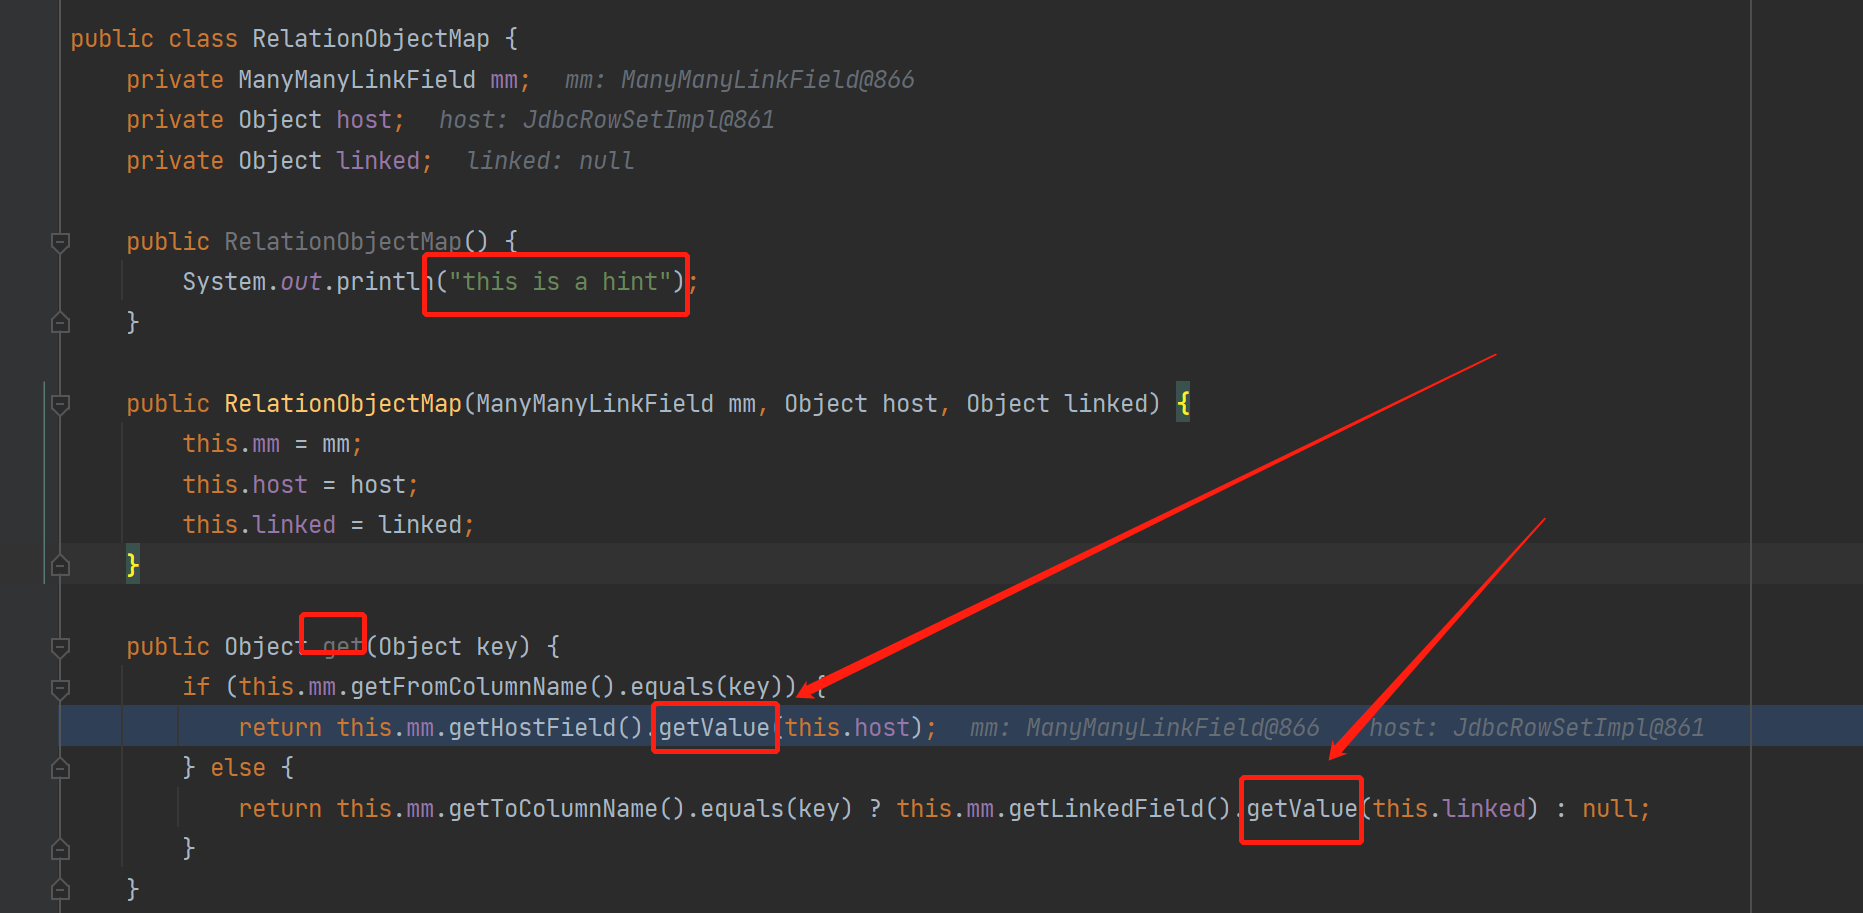 public class RelationObjectMap {
private ManyManyLinkField mm; mm: ManyManyLinkField@866
private Object host; host: JdbcRowSetImpl@861
private Object linked; linked: null
public RelationObjectMap() {
System.out.println("this is a hint");
}
public RelationObjectMap(ManyManyLinkField mm, Object host, Object linked) {
this.mm = mm;
this.host = host;
this.linked = linked;
}
public Object get(Object key) {
if (this.mm.getFromColumnName().equals(key)) {
return this.mm.getHostField().getValue(this.host); mm: ManyManyLinkField@866 host: JdbcRowSetImpl@861
} else {
return this.mm.getToColumnName().equals(key) ? this.mm.getLinkedField().getValue(this.linked) : null;
}
}